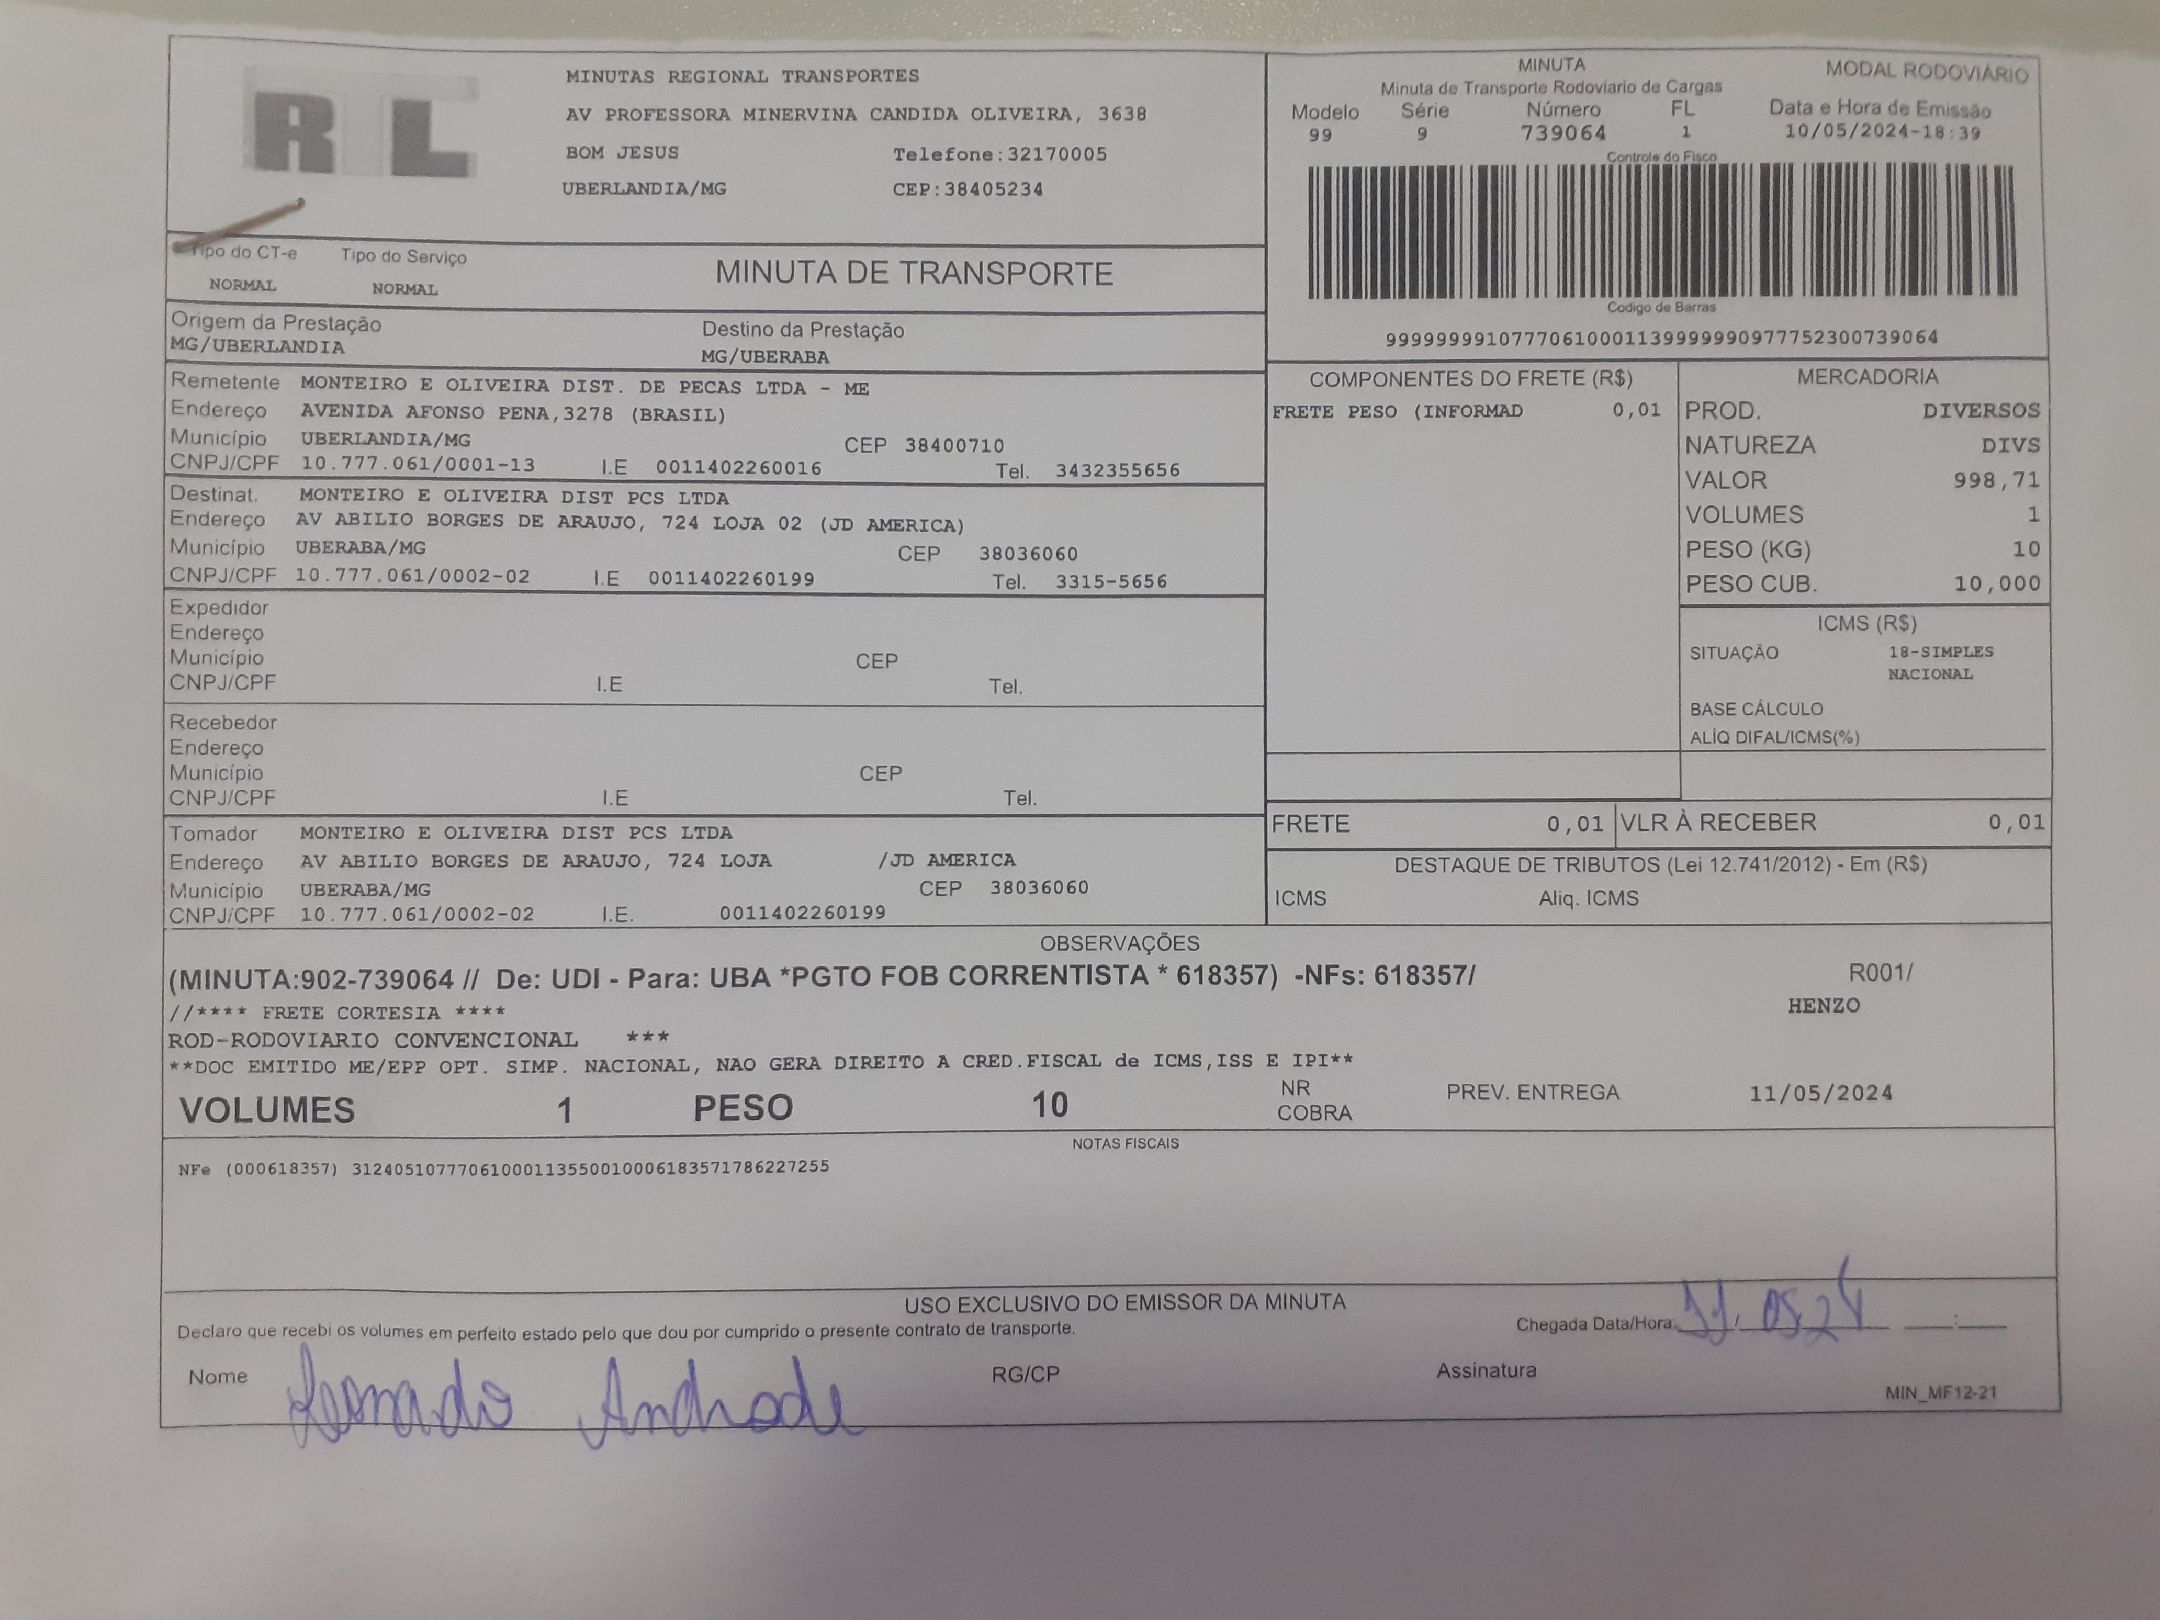 RTL
MINUTAS REGIONAL TRANSPORTES
AV PROFESSORA MINERVINA CANDIDA OLIVEIRA, 3638
BOM JESUS Telefone:32170005
UBERLANDIA/MG CEP:38405234
MINUTA MODAL RODOVIÁRIO
Minuta de Transporte Rodoviario de Cargas
Modelo Série Número FL Data e Hora de Emissão
99 9 739064 1 10/05/2024-18:39
Controle do Fisco
Codigo de Barras
Tipo do CT-e Tipo do Serviço
NORMAL NORMAL
MINUTA DE TRANSPORTE
Origem da Prestação Destino da Prestação
MG/UBERLANDIA MG/UBERABA
Remetente MONTEIRO E OLIVEIRA DIST. DE PECAS LTDA - ME
Endereço AVENIDA AFONSO PENA,3278 (BRASIL)
Município UBERLANDIA/MG CEP 38400710
CNPJ/CPF 10.777.061/0001-13 I.E 0011402260016 Tel. 3432355656
Destinat. MONTEIRO E OLIVEIRA DIST PCS LTDA
Endereço AV ABILIO BORGES DE ARAUJO, 724 LOJA 02 (JD AMERICA)
Município UBERABA/MG CEP 38036060
CNPJ/CPF 10.777.061/0002-02 I.E 0011402260199 Tel. 3315-5656
Expedidor
Endereço
Município CEP
CNPJ/CPF I.E Tel.
Recebedor
Endereço
Município CEP
CNPJ/CPF I.E Tel.
Tomador MONTEIRO E OLIVEIRA DIST PCS LTDA
Endereço AV ABILIO BORGES DE ARAUJO, 724 LOJA /JD AMERICA
Município UBERABA/MG CEP 38036060
CNPJ/CPF 10.777.061/0002-02 I.E. 0011402260199
COMPONENTES DO FRETE (R$)
FRETE PESO (INFORMAD 0,01
MERCADORIA
PROD. DIVERSOS
NATUREZA DIVS
VALOR 998,71
VOLUMES 1
PESO (KG) 10
PESO CUB. 10,000
ICMS (R$)
SITUAÇÃO 18-SIMPLES
NACIONAL
BASE CÁLCULO
ALÍQ DIFAL/ICMS(%)
FRETE 0,01 VLR À RECEBER 0,01
DESTAQUE DE TRIBUTOS (Lei 12.741/2012) - Em (R$)
ICMS Aliq. ICMS
OBSERVAÇÕES
(MINUTA:902-739064 // De: UDI - Para: UBA *PGTO FOB CORRENTISTA * 618357) -NFs: 618357/ R001/
//**** FRETE CORTESIA **** HENZO
ROD-RODOVIARIO CONVENCIONAL ***
**DOC EMITIDO ME/EPP OPT. SIMP. NACIONAL, NAO GERA DIREITO A CRED.FISCAL de ICMS,ISS E IPI**
VOLUMES 1 PESO 10 NR COBRA PREV. ENTREGA 11/05/2024
NOTAS FISCAIS
NFe (000618357) 31240510777061000113550010006183571786227255
USO EXCLUSIVO DO EMISSOR DA MINUTA
Declaro que recebi os volumes em perfeito estado pelo que dou por cumprido o presente contrato de transporte. Chegada Data/Hora: 11/ 05 24
Nome Andrade RG/CP Assinatura
MIN_MF12-21